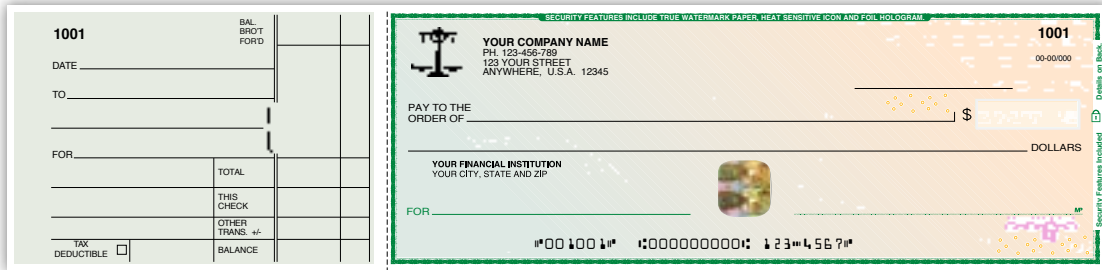 1001
BAL.
BRO'T
FOR'D
DATE
TO
FOR
TOTAL
THIS
CHECK
OTHER
TRANS. +/-
TAX
DEDUCTIBLE
BALANCE
SECURITY FEATURES INCLUDE TRUE WATERMARK PAPER, HEAT SENSITIVE ICON AND FOIL HOLOGRAM.
YOUR COMPANY NAME
PH. 123-456-789
123 YOUR STREET
ANYWHERE, U.S.A. 12345
1001
00-00/000
PAY TO THE
ORDER OF
$
DOLLARS
YOUR FINANCIAL INSTITUTION
YOUR CITY, STATE AND ZIP
FOR
MP
⑈001001⑈ ⑆000000000⑆ 123⑉4567⑈
Security Features Included Details on Back.